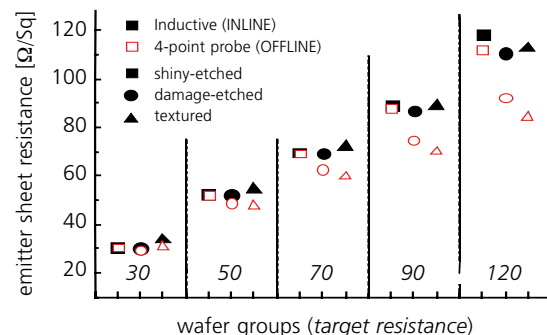 emitter sheet resistance [Ω/Sq]
120
100
80
60
40
20
Inductive (INLINE)
4-point probe (OFFLINE)
shiny-etched
damage-etched
textured
30
50
70
90
120
wafer groups (target resistance)